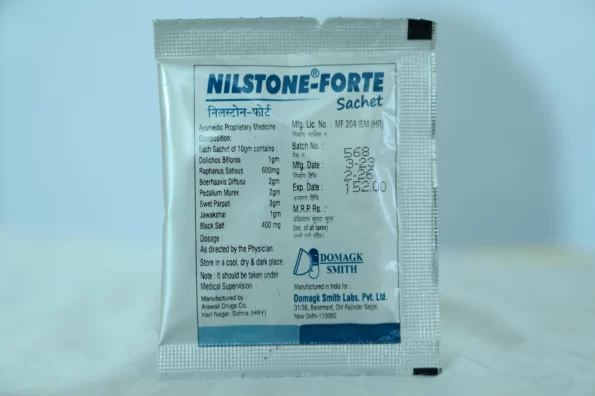 NILSTONE®-FORTE
Sachet
निलस्टोन-फोर्ट
Ayurvedic Proprietary Medicine
Composition:
Each Sachet of 10gm contains :
Dolichos Biflores 1gm
Raphanus Sativus 600mg
Boerhaavia Diffusa 2gm
Pedalium Murex 2gm
Swet Parpati 3gm
Jawakshar 1gm
Black Salt 400 mg
Dosage :
As directed by the Physician.
Store in a cool, dry & dark place.
Note : It should be taken under
Medical Supervision
Manufactured by :
Arawali Drugs Co.
Hari Nagar, Sohna (HRY)
Mfg. Lic. No. : MF 204 ISM (HR)
निर्माण लाइसेंस नं.
Batch No. : 568
बैच नं.
Mfg. Date : 3-23
निर्माण तिथि
Exp. Date : 2-26
अवसान तिथि
M.R.P Rs. : 152.00
अधिकतम खुदरा मूल्य
(Inc. of all taxes)
DOMAGK
SMITH
Manufactured in India for :
Domagk Smith Labs. Pvt. Ltd.
31/36, Basement, Old Rajinder Nagar,
New Delhi-110060